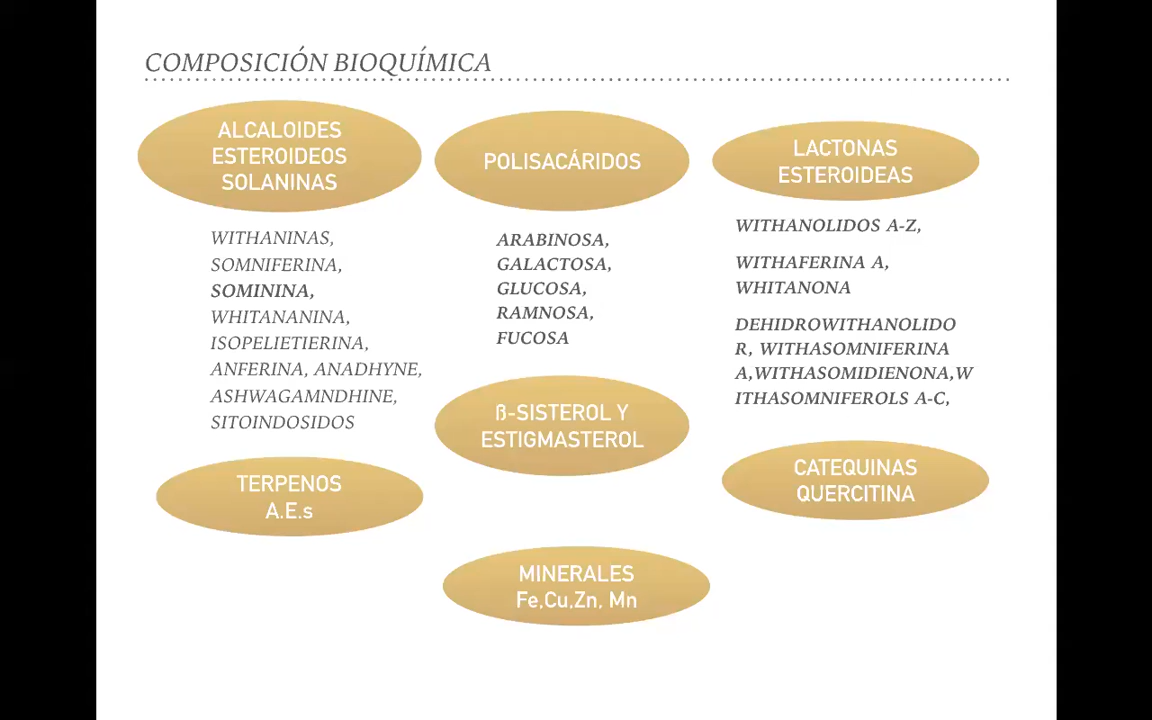 COMPOSICIÓN BIOQUÍMICA
ALCALOIDES
ESTEROIDEOS
SOLANINAS
WITHANINAS,
SOMNIFERINA,
SOMININA,
WHITANANINA,
ISOPELIETIERINA,
ANFERINA, ANADHYNE,
ASHWAGAMNDHINE,
SITOINDOSIDOS
TERPENOS
A.E.s
POLISACÁRIDOS
ARABINOSA,
GALACTOSA,
GLUCOSA,
RAMNOSA,
FUCOSA
ß-SISTEROL Y
ESTIGMASTEROL
MINERALES
Fe,Cu,Zn, Mn
LACTONAS
ESTEROIDEAS
WITHANOLIDOS A-Z,
WITHAFERINA A,
WHITANONA
DEHIDROWITHANOLIDO
R, WITHASOMNIFERINA
A,WITHASOMIDIENONA,W
ITHASOMNIFEROLS A-C,
CATEQUINAS
QUERCITINA